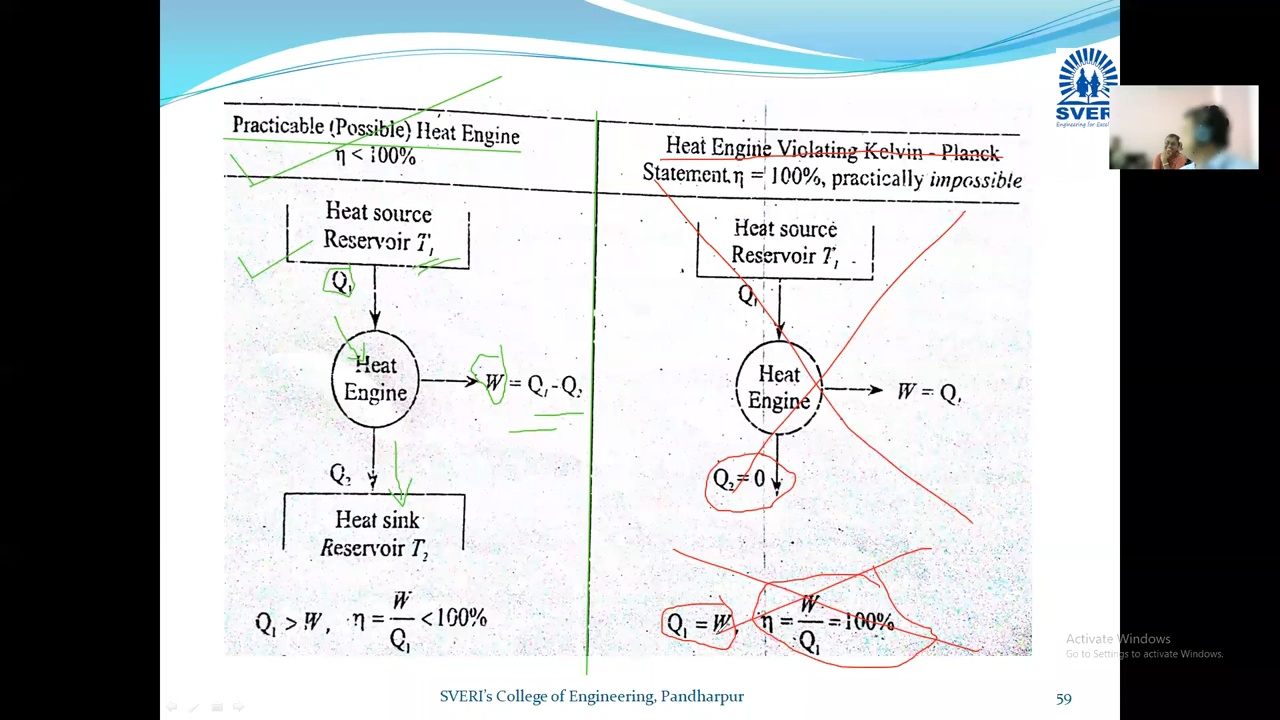 SVERI
Engineering for Excel
Practicable (Possible) Heat Engine
η < 100%
Heat source
Reservoir T₁
Q₁
Heat
Engine
W = Q₁-Q₂
Q₂
Heat sink
Reservoir T₂
Q₁ > W, η = W/Q₁ < 100%
Heat Engine Violating Kelvin - Planck
Statement η = 100%, practically impossible
Heat source
Reservoir T₁
Q₁
Heat
Engine
W = Q,
Q₂ = 0
Q₁ = W, η = W/Q₁ = 100%
Activate Windows
Go to Settings to activate Windows.
SVERI's College of Engineering, Pandharpur
59